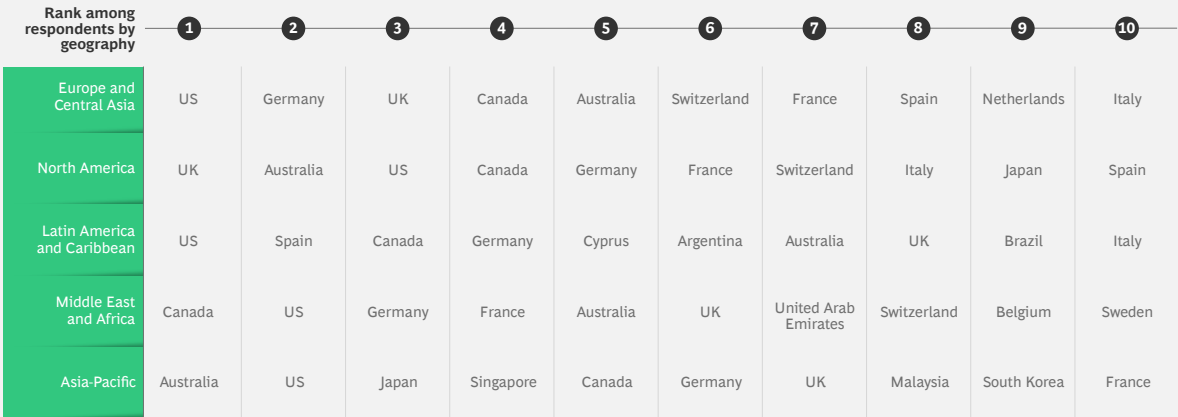 Rank among
respondents by
geography
1 2 3 4 5 6 7 8 9 10
Europe and
Central Asia
US Germany UK Canada Australia Switzerland France Spain Netherlands Italy
North America
UK Australia US Canada Germany France Switzerland Italy Japan Spain
Latin America
and Caribbean
US Spain Canada Germany Cyprus Argentina Australia UK Brazil Italy
Middle East
and Africa
Canada US Germany France Australia UK United Arab
Emirates Switzerland Belgium Sweden
Asia-Pacific
Australia US Japan Singapore Canada Germany UK Malaysia South Korea France